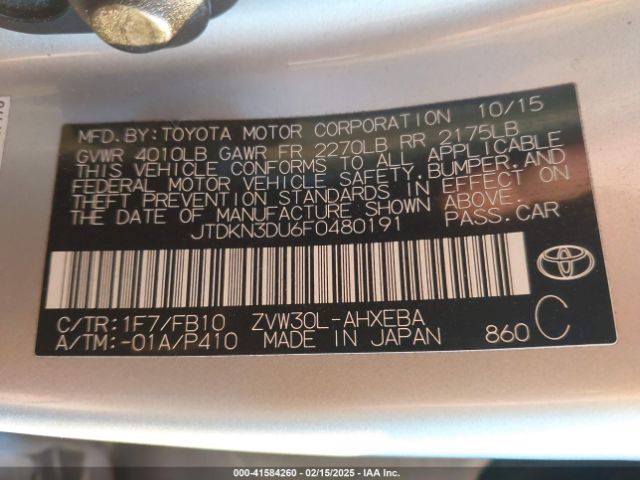 MFD. BY: TOYOTA MOTOR CORPORATION 10/15
GVWR 4010LB GAWR FR 2270LB RR 2175LB
THIS VEHICLE CONFORMS TO ALL APPLICABLE
FEDERAL MOTOR VEHICLE SAFETY, BUMPER, AND
THEFT PREVENTION STANDARDS IN EFFECT ON
THE DATE OF MANUFACTURE SHOWN ABOVE.
JTDKN3DU6F0480191 PASS. CAR
C/TR: 1F7/FB10 ZVW30L-AHXEBA
A/TM: -01A/P410 MADE IN JAPAN 860 C
000-41584260 - 02/15/2025 - IAA Inc.